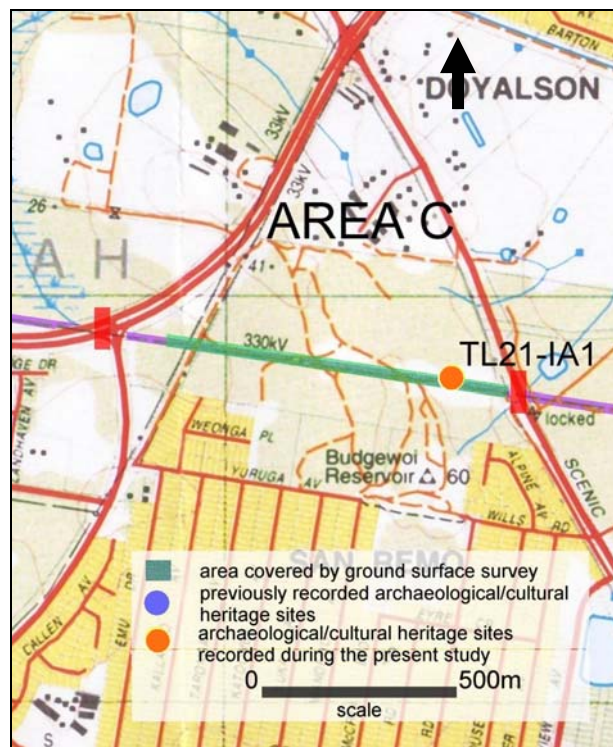 BARTON
DOYALSON
33kV
33kV
AREA C
26
A H
41
330kV
TL21-IA1
locked
WEONGA PL
Budgewoi
Reservoir 60
YURUGA AV
ALPINE AV
SCENIC
WILLS RD
SAN REMO
CALLEN AV
EMU DR
area covered by ground surface survey
previously recorded archaeological/cultural
heritage sites
archaeological/cultural heritage sites
recorded during the present study
0 500m
scale
S
RD